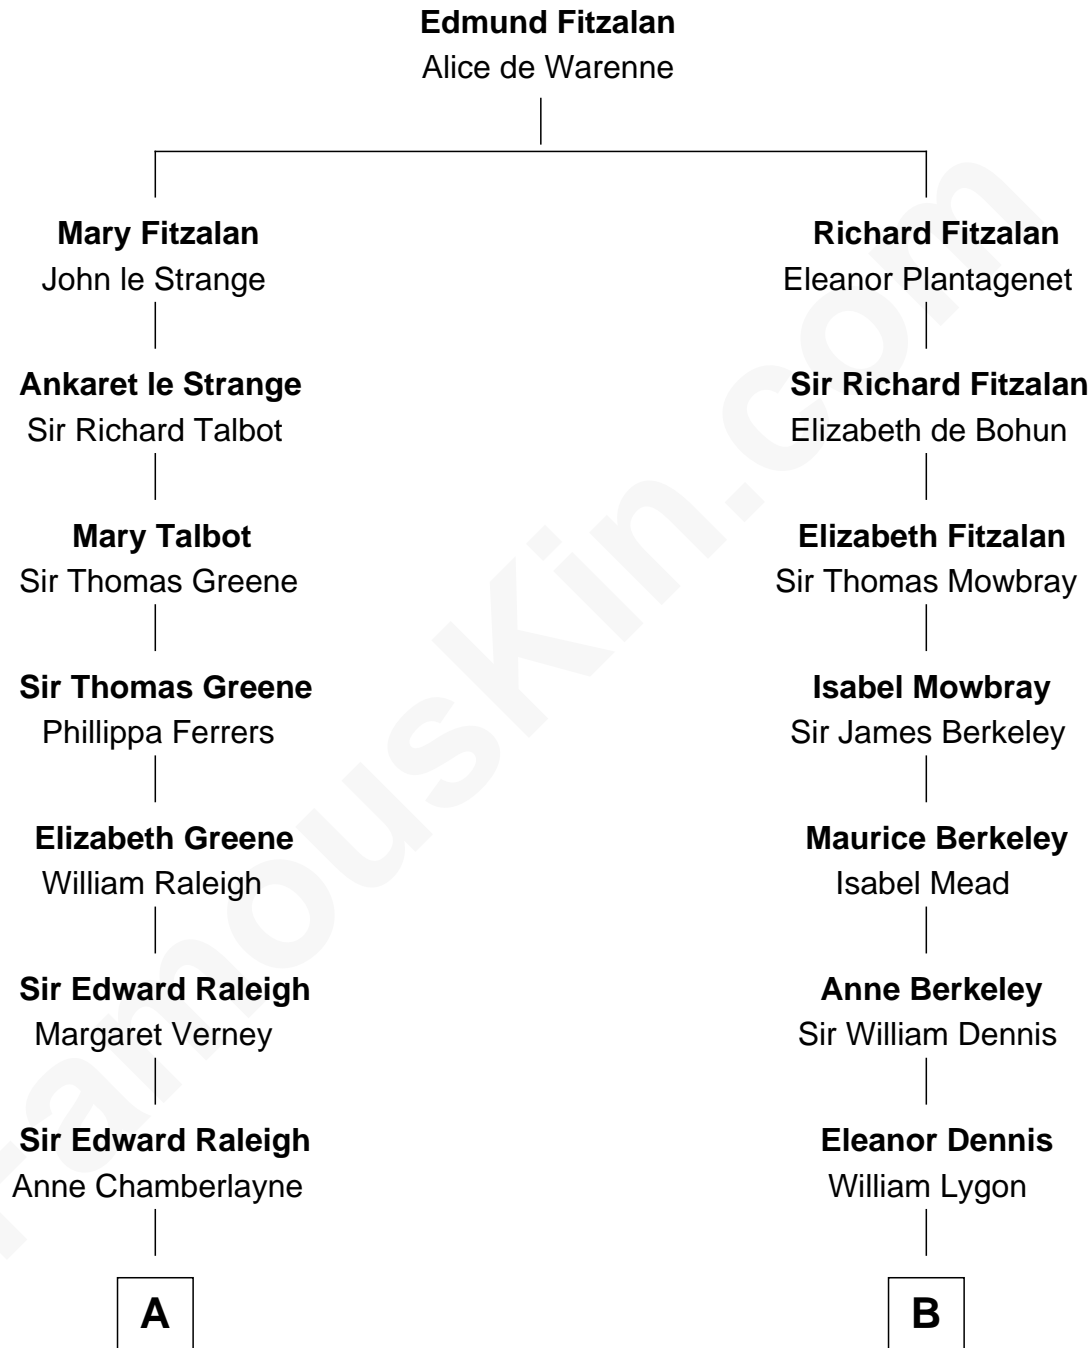 Edmund Fitzalan
Alice de Warenne
Mary Fitzalan
John le Strange
Richard Fitzalan
Eleanor Plantagenet
Ankaret le Strange
Sir Richard Talbot
Sir Richard Fitzalan
Elizabeth de Bohun
Mary Talbot
Sir Thomas Greene
Elizabeth Fitzalan
Sir Thomas Mowbray
Sir Thomas Greene
Phillippa Ferrers
Isabel Mowbray
Sir James Berkeley
Elizabeth Greene
William Raleigh
Maurice Berkeley
Isabel Mead
Sir Edward Raleigh
Margaret Verney
Anne Berkeley
Sir William Dennis
Sir Edward Raleigh
Anne Chamberlayne
Eleanor Dennis
William Lygon
A
B
FamousKin.com